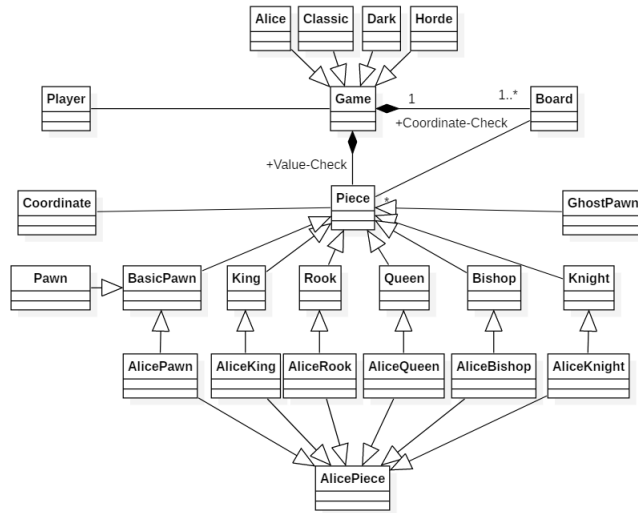 Alice
Classic
Dark
Horde
Player
Game
1
1..*
Board
+Coordinate-Check
+Value-Check
Coordinate
Piece
*
GhostPawn
Pawn
BasicPawn
King
Rook
Queen
Bishop
Knight
AlicePawn
AliceKing
AliceRook
AliceQueen
AliceBishop
AliceKnight
AlicePiece